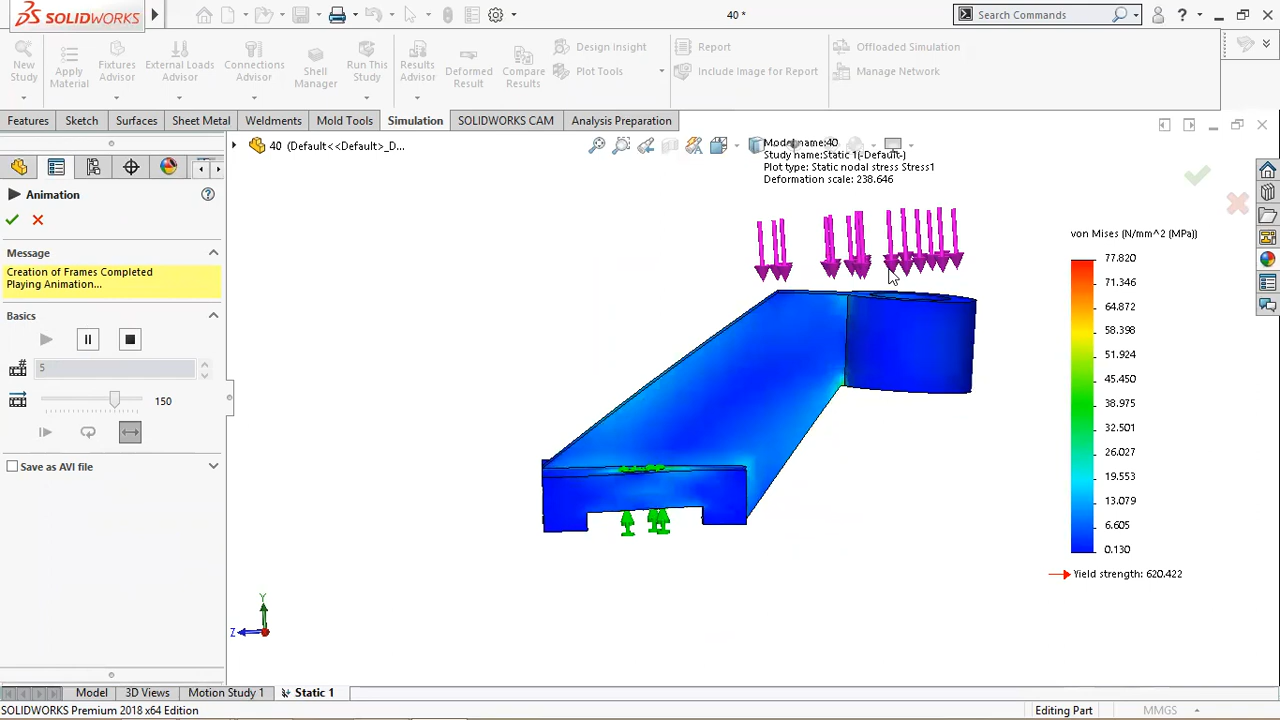 SOLIDWORKS
40 *
Search Commands
New Study
Apply Material
Fixtures Advisor
External Loads Advisor
Connections Advisor
Shell Manager
Run This Study
Results Advisor
Deformed Result
Compare Results
Design Insight
Plot Tools
Report
Include Image for Report
Offloaded Simulation
Manage Network
Features
Sketch
Surfaces
Sheet Metal
Weldments
Mold Tools
Simulation
SOLIDWORKS CAM
Analysis Preparation
40 (Default<<Default>_D...
Model name:40
Study name:Static 1(-Default-)
Plot type: Static nodal stress Stress1
Deformation scale: 238.646
Animation
Message
Creation of Frames Completed
Playing Animation...
Basics
5
150
Save as AVI file
von Mises (N/mm^2 (MPa))
77.820
71.346
64.872
58.398
51.924
45.450
38.975
32.501
26.027
19.553
13.079
6.605
0.130
Yield strength: 620.422
Y
Z
Model
3D Views
Motion Study 1
Static 1
SOLIDWORKS Premium 2018 x64 Edition
Editing Part
MMGS